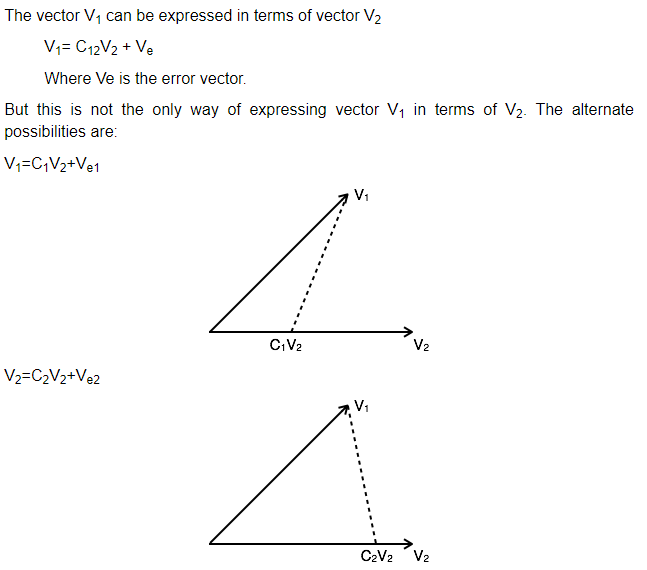 The vector V₁ can be expressed in terms of vector V₂
V₁= C₁₂V₂ + Vₑ
Where Ve is the error vector.
But this is not the only way of expressing vector V₁ in terms of V₂. The alternate
possibilities are:
V₁=C₁V₂+Vₑ₁
V₁
C₁V₂
V₂
V₂=C₂V₂+Vₑ₂
V₁
C₂V₂
V₂